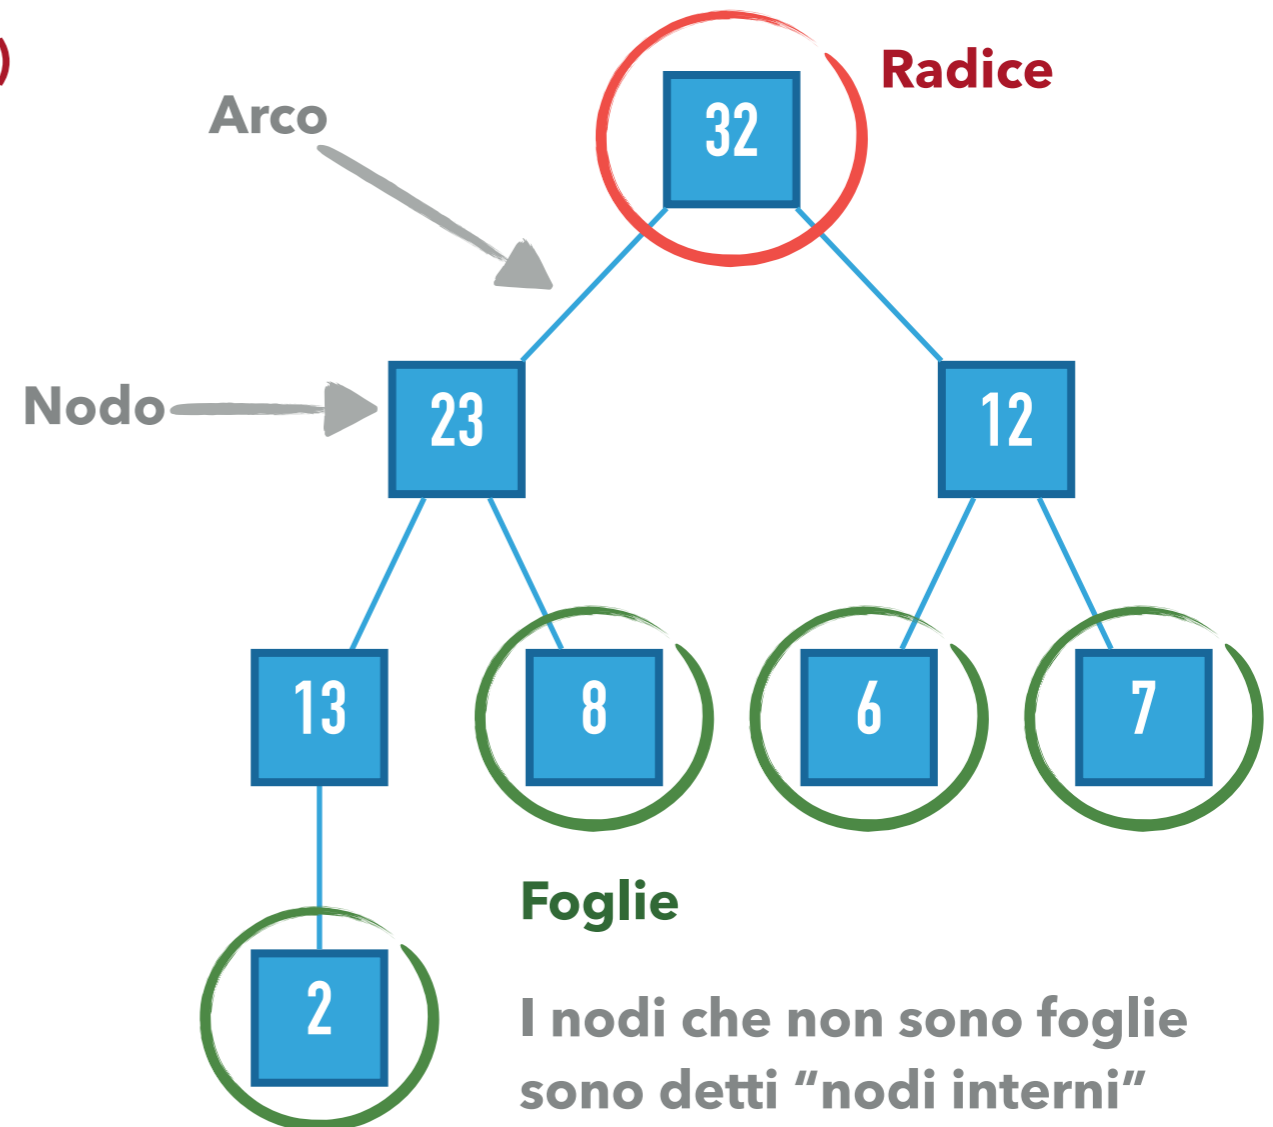 )
Radice
Arco
32
Nodo
23
12
13
8
6
7
Foglie
2
I nodi che non sono foglie
sono detti “nodi interni”